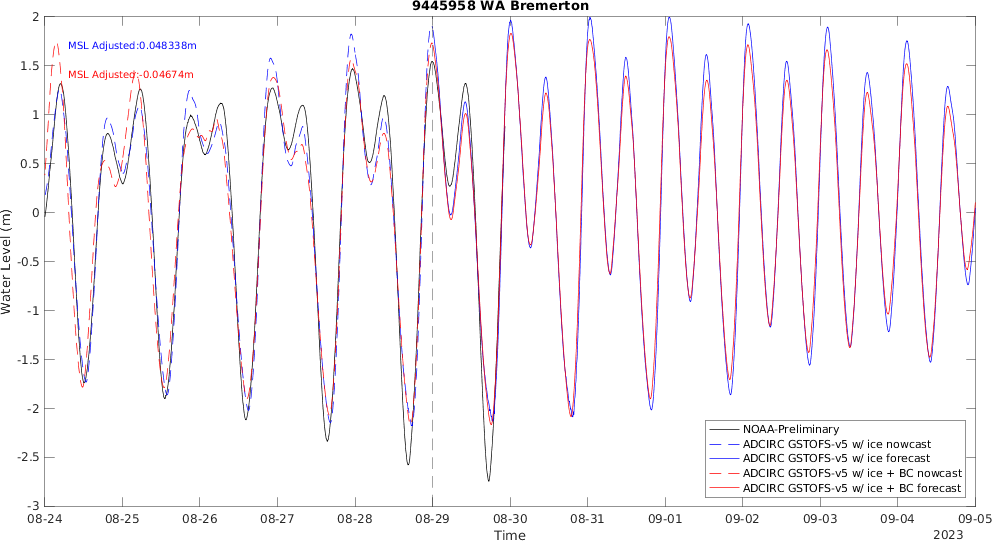 9445958 WA Bremerton
2
1.5
1
0.5
0
-0.5
-1
-1.5
-2
-2.5
-3
Water Level (m)
MSL Adjusted:0.048338m
MSL Adjusted:-0.04674m
NOAA-Preliminary
ADCIRC GSTOFS-v5 w/ ice nowcast
ADCIRC GSTOFS-v5 w/ ice forecast
ADCIRC GSTOFS-v5 w/ ice + BC nowcast
ADCIRC GSTOFS-v5 w/ ice + BC forecast
08-24 08-25 08-26 08-27 08-28 08-29 08-30 08-31 09-01 09-02 09-03 09-04 09-05
Time
2023